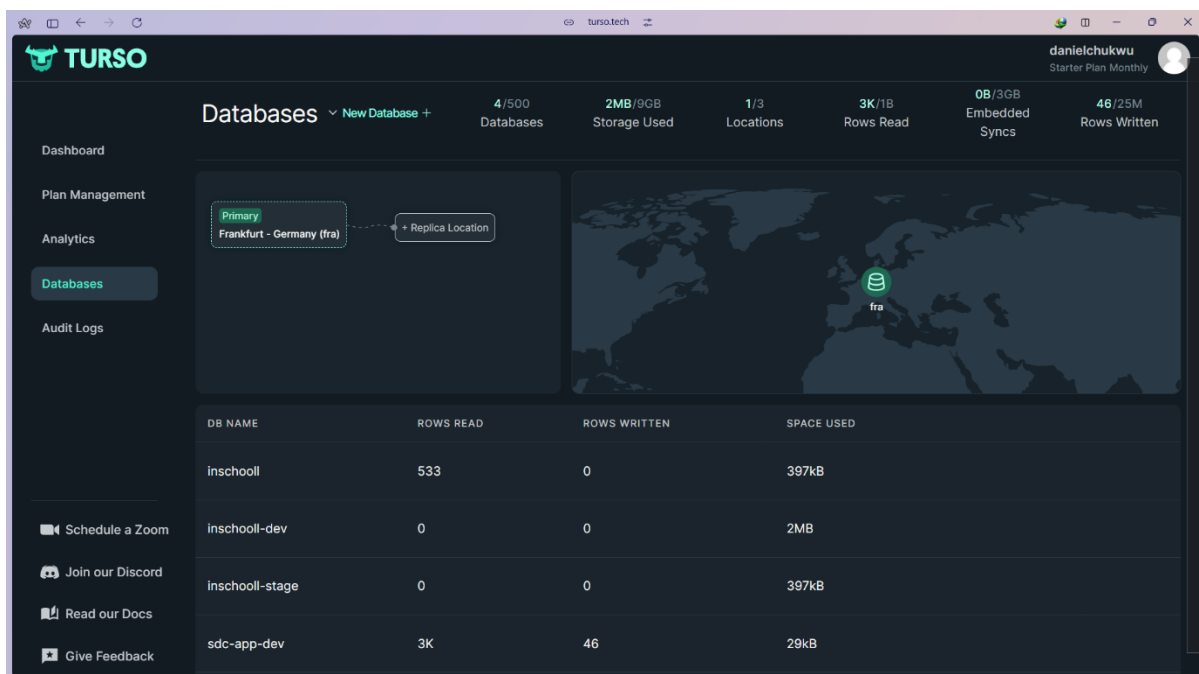 turso.tech
TURSO
danielchukwu
Starter Plan Monthly
Databases
New Database +
4/500
Databases
2MB/9GB
Storage Used
1/3
Locations
3K/1B
Rows Read
0B/3GB
Embedded
Syncs
46/25M
Rows Written
Dashboard
Plan Management
Analytics
Databases
Audit Logs
Schedule a Zoom
Join our Discord
Read our Docs
Give Feedback
Primary
Frankfurt - Germany (fra)
+ Replica Location
fra
DB NAME ROWS READ ROWS WRITTEN SPACE USED
inschooll 533 0 397kB
inschooll-dev 0 0 2MB
inschooll-stage 0 0 397kB
sdc-app-dev 3K 46 29kB